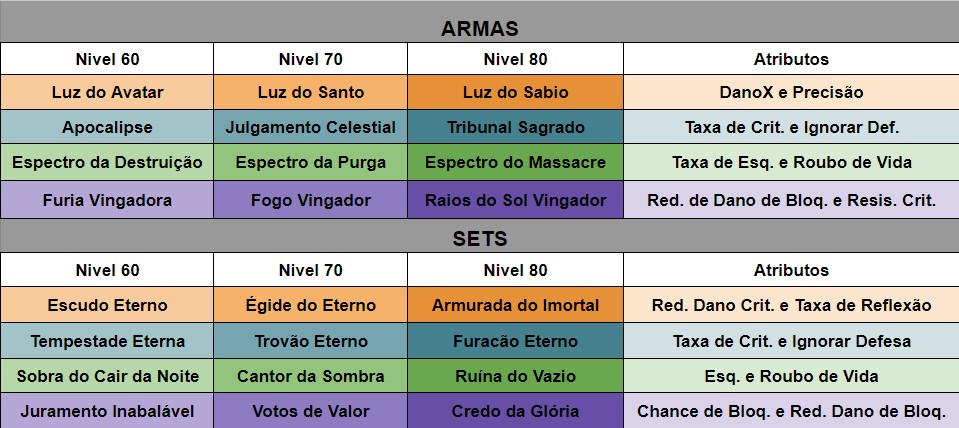 ARMAS
Nivel 60 Nivel 70 Nivel 80 Atributos
Luz do Avatar Luz do Santo Luz do Sabio DanoX e Precisão
Apocalipse Julgamento Celestial Tribunal Sagrado Taxa de Crit. e Ignorar Def.
Espectro da Destruição Espectro da Purga Espectro do Massacre Taxa de Esq. e Roubo de Vida
Furia Vingadora Fogo Vingador Raios do Sol Vingador Red. de Dano de Bloq. e Resis. Crit.
SETS
Nivel 60 Nivel 70 Nivel 80 Atributos
Escudo Eterno Égide do Eterno Armurada do Imortal Red. Dano Crit. e Taxa de Reflexão
Tempestade Eterna Trovão Eterno Furacão Eterno Taxa de Crit. e Ignorar Defesa
Sobra do Cair da Noite Cantor da Sombra Ruína do Vazio Esq. e Roubo de Vida
Juramento Inabalável Votos de Valor Credo da Glória Chance de Bloq. e Red. Dano de Bloq.